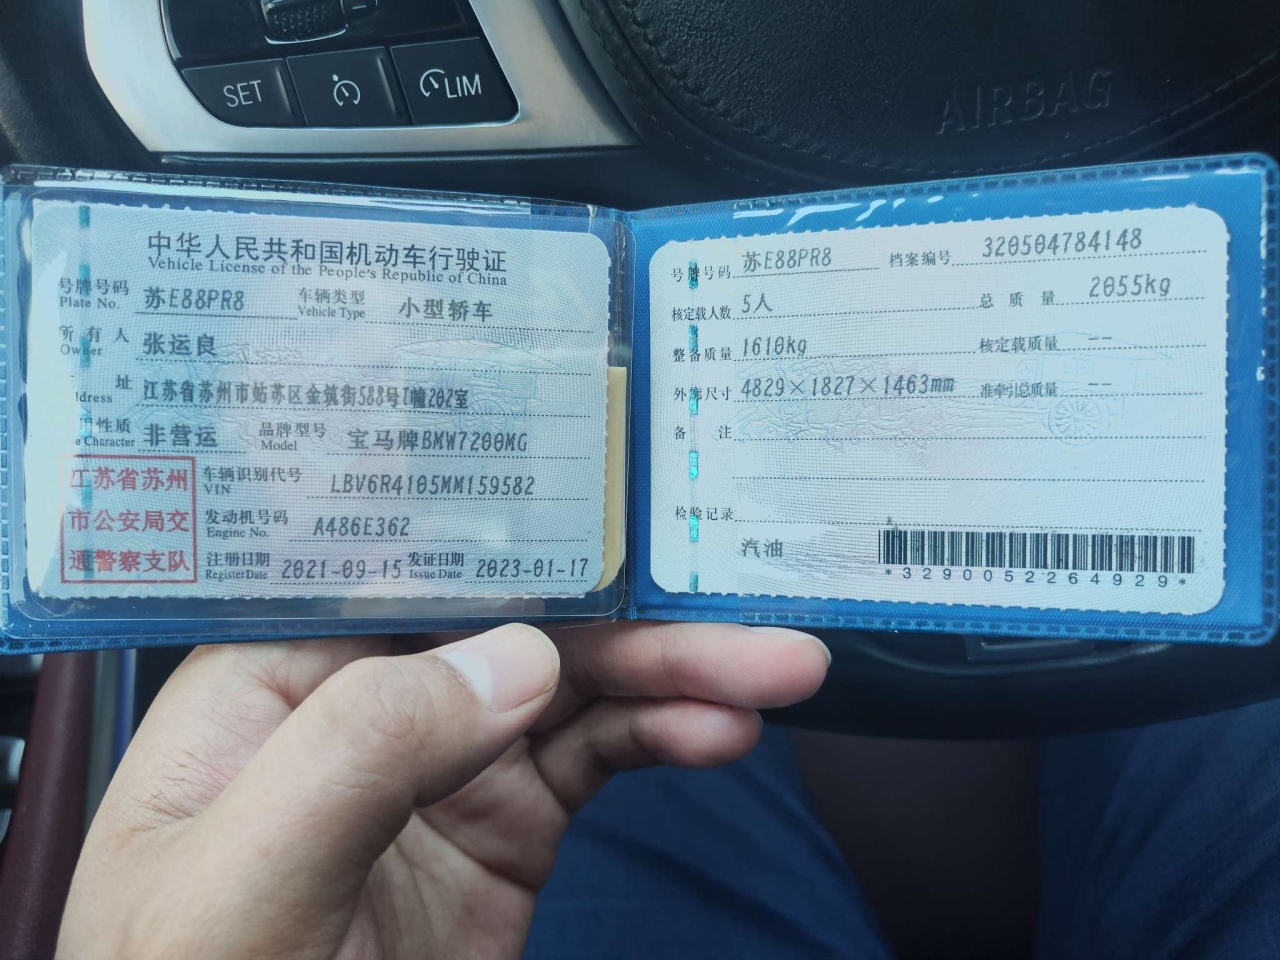 SET
LIM
AIRBAG
中华人民共和国机动车行驶证
Vehicle License of the People's Republic of China
号牌号码 苏E88PR8 车辆类型 小型轿车
Plate No. Vehicle Type
所有人 张运良
Owner
址 江苏省苏州市姑苏区金筑街588号 幢202室
dress
性质 非营运 品牌型号 宝马牌BMW7200MG
e Character Model
江苏省苏州
市公安局交
通警察支队
车辆识别代号 LBV6R4105MM159582
VIN
发动机号码 A486E362
Engine No.
注册日期 2021-09-15 发证日期 2023-01-17
Register Date Issue Date
号牌号码 苏E88PR8 档案编号 320504784148
核定载人数 5人 总质量 2055kg
整备质量 1610kg 核定载质量 --
外廓尺寸 4829×1827×1463mm 准牵引总质量 --
备注
检验记录
汽油
*3290052264929*